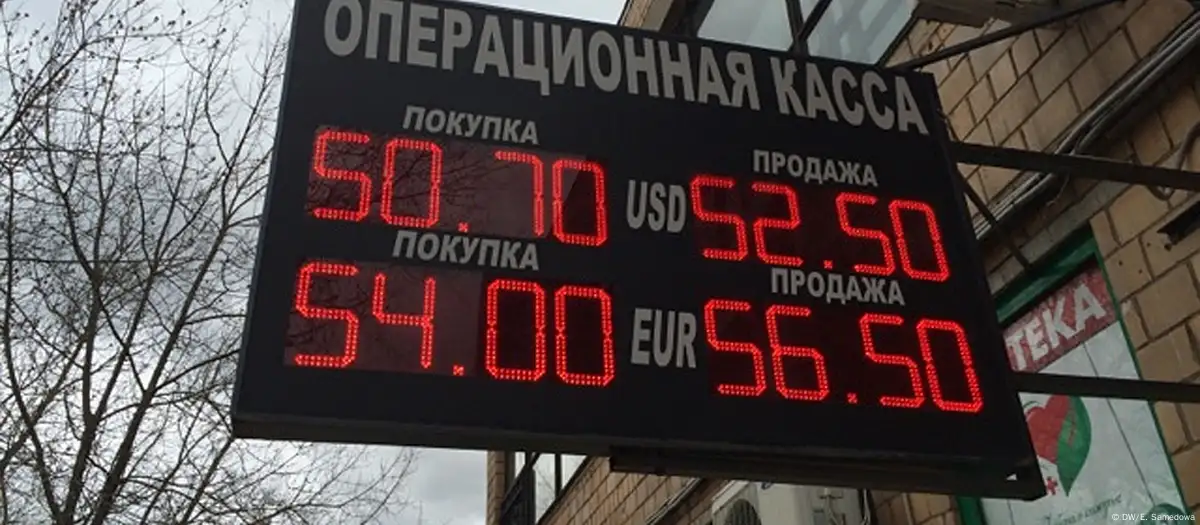 ОПЕРАЦИОННАЯ КАССА
ПОКУПКА ПРОДАЖА
50.70 USD 52.50
ПОКУПКА ПРОДАЖА
54.00 EUR 56.50
ТЕКА
© DW/E. Samedowa